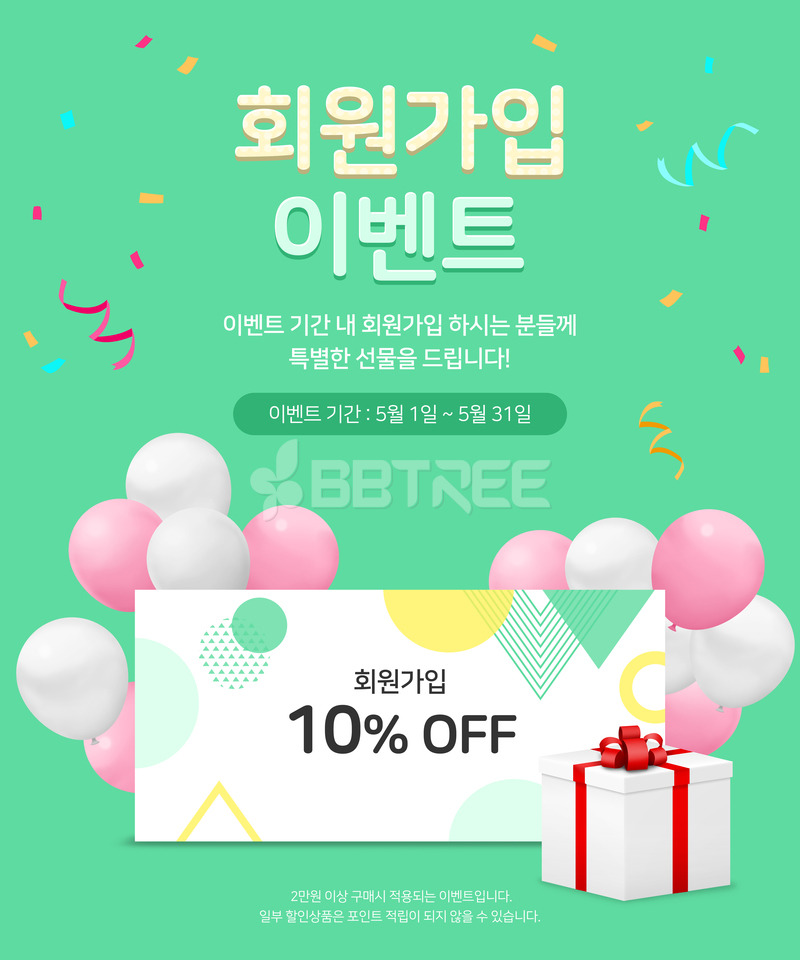 회원가입
이벤트
이벤트 기간 내 회원가입 하시는 분들께
특별한 선물을 드립니다!
이벤트 기간 : 5월 1일 ~ 5월 31일
BBTREE
회원가입
10% OFF
2만원 이상 구매시 적용되는 이벤트입니다.
일부 할인상품은 포인트 적립이 되지 않을 수 있습니다.